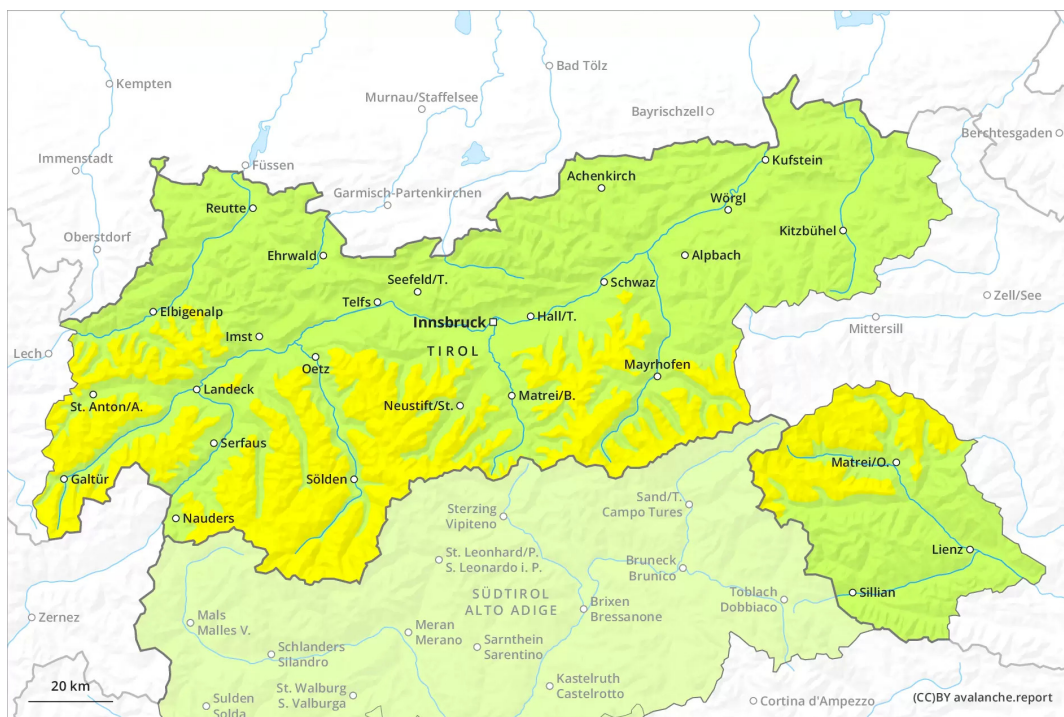 Kempten
Bad Tölz
Murnau/Staffelsee
Bayrischzell
Berchtesgaden
Immenstadt
Füssen
Kufstein
Achenkirch
Garmisch-Partenkirchen
Wörgl
Reutte
Oberstdorf
Kitzbühel
Ehrwald
Alpbach
Seefeld/T.
Schwaz
Zell/See
Telfs
Elbigenalp
Hall/T.
Innsbruck
Mittersill
Imst
Lech
TIROL
Oetz
Mayrhofen
Landeck
St. Anton/A.
Neustift/St.
Matrei/B.
Serfaus
Matrei/O.
Galtür
Sölden
Sand/T.
Campo Tures
Sterzing
Vipiteno
Nauders
Lienz
St. Leonhard/P.
S. Leonardo i. P.
Bruneck
Brunico
SÜDTIROL
ALTO ADIGE
Toblach
Dobbiaco
Sillian
Brixen
Bressanone
Zernez
Mals
Malles V.
Meran
Merano
Sarnthein
Sarentino
Schlanders
Silandro
Kastelruth
Castelrotto
St. Walburg
S. Valburga
20 km
Sulden
Solda
Cortina d'Ampezzo
(CC)BY avalanche.report